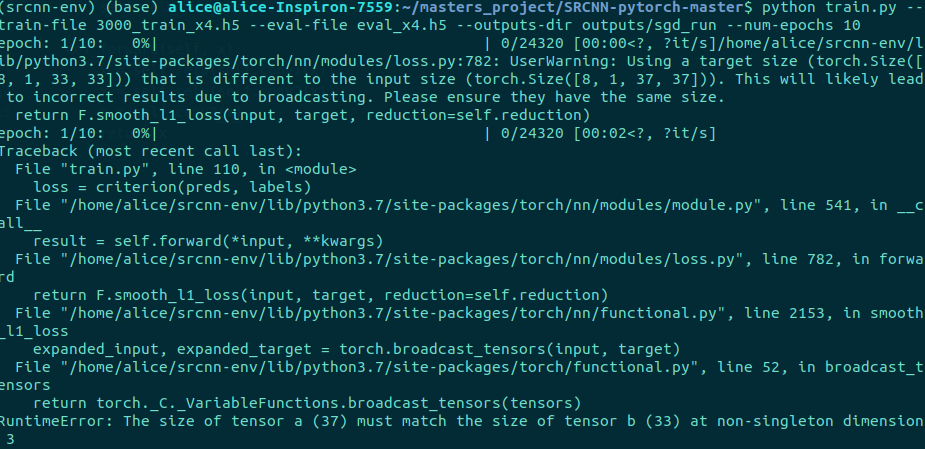 (srcnn-env) (base) alice@alice-Inspiron-7559:~/masters_project/SRCNN-pytorch-master$ python train.py --
train-file 3000_train_x4.h5 --eval-file eval_x4.h5 --outputs-dir outputs/sgd_run --num-epochs 10
epoch: 1/10:   0%|                                     | 0/24320 [00:00<?, ?it/s]/home/alice/srcnn-env/l
ib/python3.7/site-packages/torch/nn/modules/loss.py:782: UserWarning: Using a target size (torch.Size([
8, 1, 33, 33])) that is different to the input size (torch.Size([8, 1, 37, 37])). This will likely lead
 to incorrect results due to broadcasting. Please ensure they have the same size.
  return F.smooth_l1_loss(input, target, reduction=self.reduction)
epoch: 1/10:   0%|                                     | 0/24320 [00:02<?, ?it/s]
Traceback (most recent call last):
  File "train.py", line 110, in <module>
    loss = criterion(preds, labels)
  File "/home/alice/srcnn-env/lib/python3.7/site-packages/torch/nn/modules/module.py", line 541, in __c
all__
    result = self.forward(*input, **kwargs)
  File "/home/alice/srcnn-env/lib/python3.7/site-packages/torch/nn/modules/loss.py", line 782, in forwa
rd
    return F.smooth_l1_loss(input, target, reduction=self.reduction)
  File "/home/alice/srcnn-env/lib/python3.7/site-packages/torch/nn/functional.py", line 2153, in smooth
_l1_loss
    expanded_input, expanded_target = torch.broadcast_tensors(input, target)
  File "/home/alice/srcnn-env/lib/python3.7/site-packages/torch/functional.py", line 52, in broadcast_t
ensors
    return torch._C._VariableFunctions.broadcast_tensors(tensors)
RuntimeError: The size of tensor a (37) must match the size of tensor b (33) at non-singleton dimension
 3